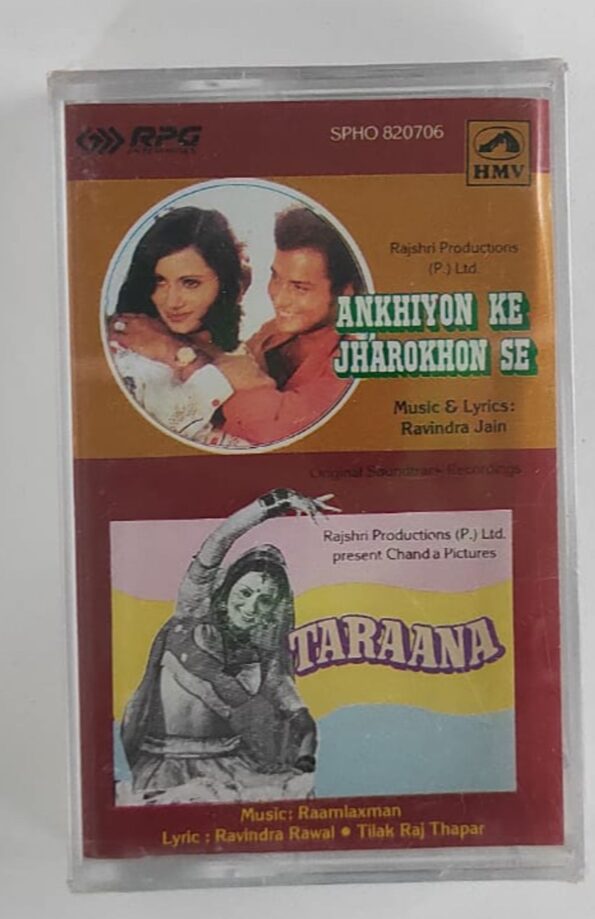 RPG
ENTERPRISES
SPHO 820706
HMV
Rajshri Productions
(P.) Ltd.
ANKHIYON KE
JHAROKHON SE
Music & Lyrics:
Ravindra Jain
Original Soundtrack Recordings
Rajshri Productions (P.) Ltd.
present Chanda Pictures
TARAANA
Music: Raamlaxman
Lyric : Ravindra Rawal ● Tilak Raj Thapar